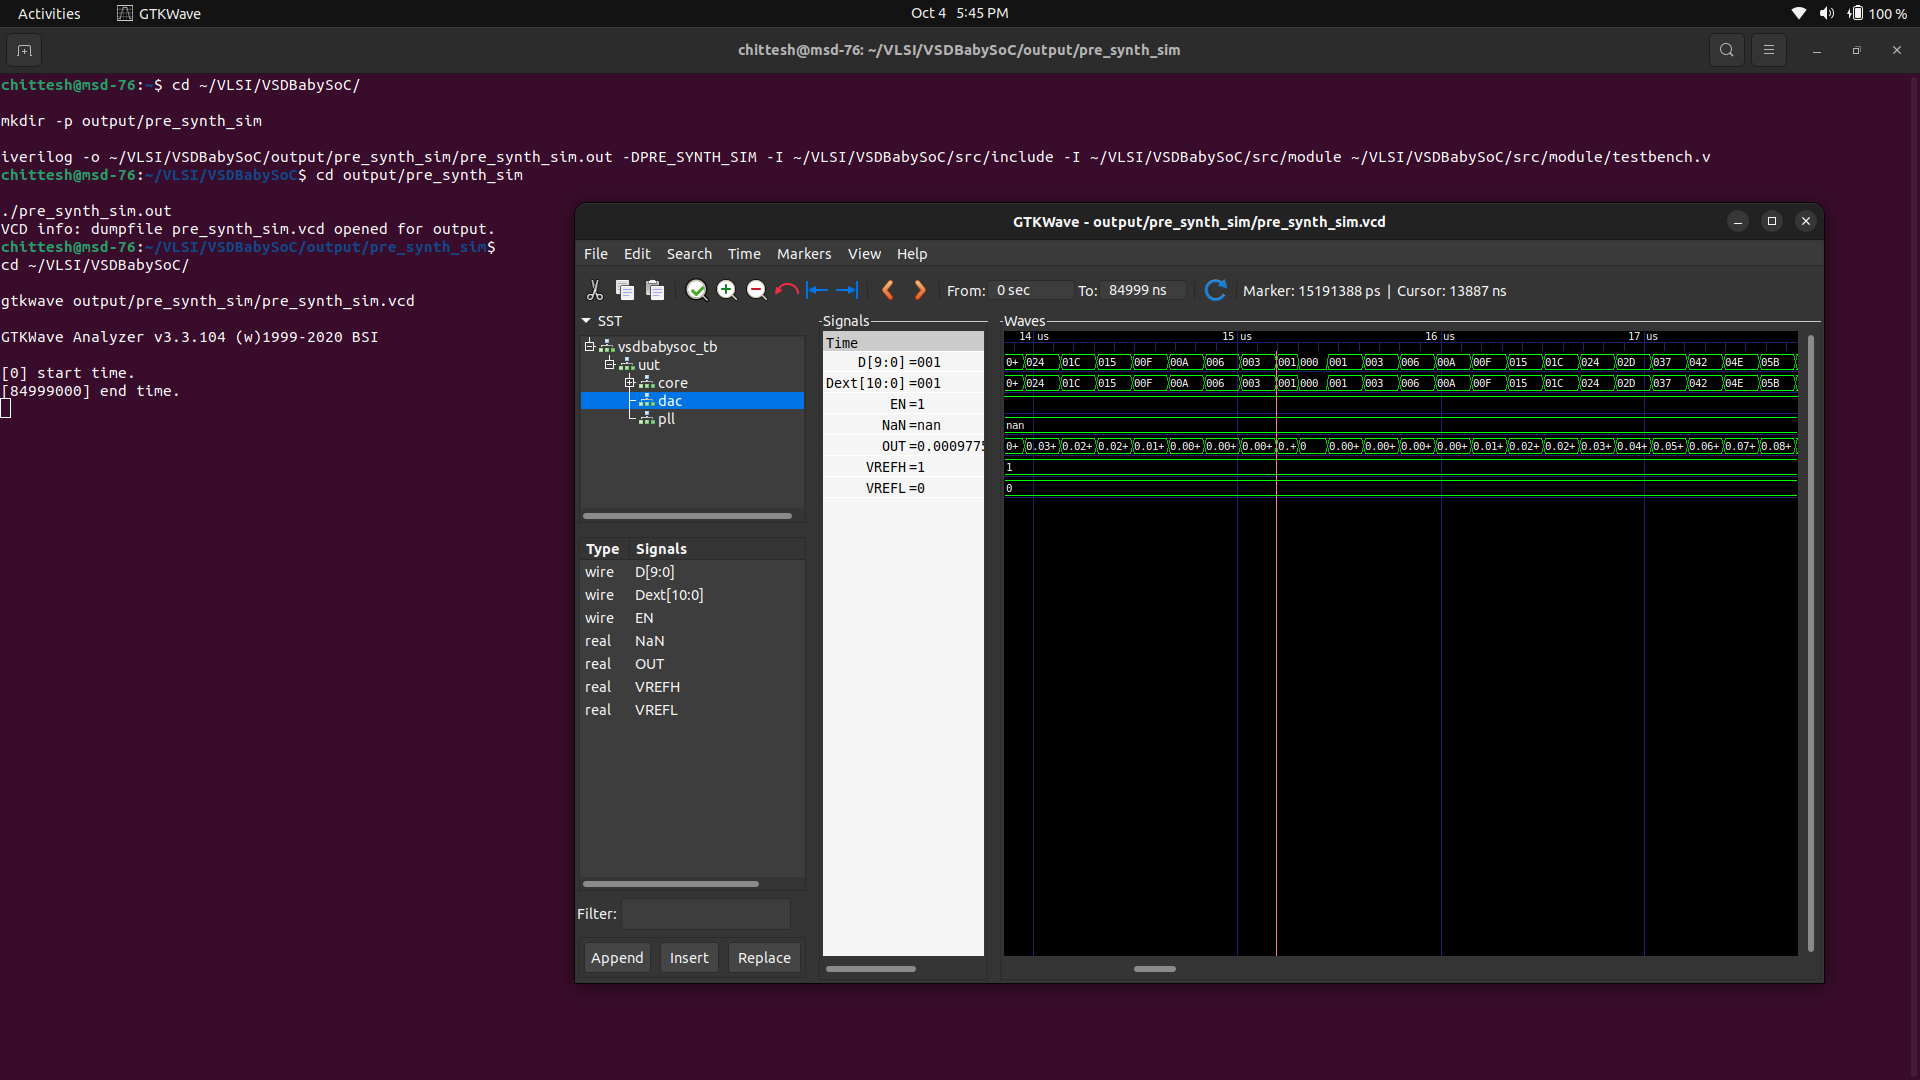 Activities GTKWave Oct 4 5:45 PM 100 %
chittesh@msd-76: ~/VLSI/VSDBabySoC/output/pre_synth_sim
chittesh@msd-76:~$ cd ~/VLSI/VSDBabySoC/
mkdir -p output/pre_synth_sim
iverilog -o ~/VLSI/VSDBabySoC/output/pre_synth_sim/pre_synth_sim.out -DPRE_SYNTH_SIM -I ~/VLSI/VSDBabySoC/src/include -I ~/VLSI/VSDBabySoC/src/module ~/VLSI/VSDBabySoC/src/module/testbench.v
chittesh@msd-76:~/VLSI/VSDBabySoC$ cd output/pre_synth_sim
./pre_synth_sim.out
VCD info: dumpfile pre_synth_sim.vcd opened for output.
chittesh@msd-76:~/VLSI/VSDBabySoC/output/pre_synth_sim$
cd ~/VLSI/VSDBabySoC/
gtkwave output/pre_synth_sim/pre_synth_sim.vcd
GTKWave Analyzer v3.3.104 (w)1999-2020 BSI
[0] start time.
[84999000] end time.
GTKWave - output/pre_synth_sim/pre_synth_sim.vcd
File Edit Search Time Markers View Help
From: 0 sec To: 84999 ns Marker: 15191388 ps | Cursor: 13887 ns
SST
vsdbabysoc_tb
uut
core
dac
pll
Type Signals
wire D[9:0]
wire Dext[10:0]
wire EN
real NaN
real OUT
real VREFH
real VREFL
Filter:
Append Insert Replace
Signals
Time
D[9:0] =001
Dext[10:0] =001
EN =1
NaN =nan
OUT =0.0009775
VREFH =1
VREFL =0
Waves
14 us 15 us 16 us 17 us
0+ 024 01C 015 00F 00A 006 003 001 000 001 003 006 00A 00F 015 01C 024 02D 037 042 04E 05B
0+ 024 01C 015 00F 00A 006 003 001 000 001 003 006 00A 00F 015 01C 024 02D 037 042 04E 05B
nan
0+ 0.03+ 0.02+ 0.02+ 0.01+ 0.00+ 0.00+ 0.00+ 0.+ 0 0.00+ 0.00+ 0.00+ 0.00+ 0.01+ 0.02+ 0.02+ 0.03+ 0.04+ 0.05+ 0.06+ 0.07+ 0.08+
1
0